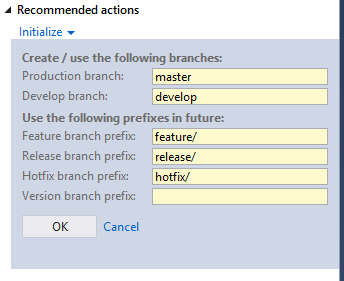 Recommended actions
Initialize
Create / use the following branches:
Production branch: master
Develop branch: develop
Use the following prefixes in future:
Feature branch prefix: feature/
Release branch prefix: release/
Hotfix branch prefix: hotfix/
Version branch prefix:
OK Cancel